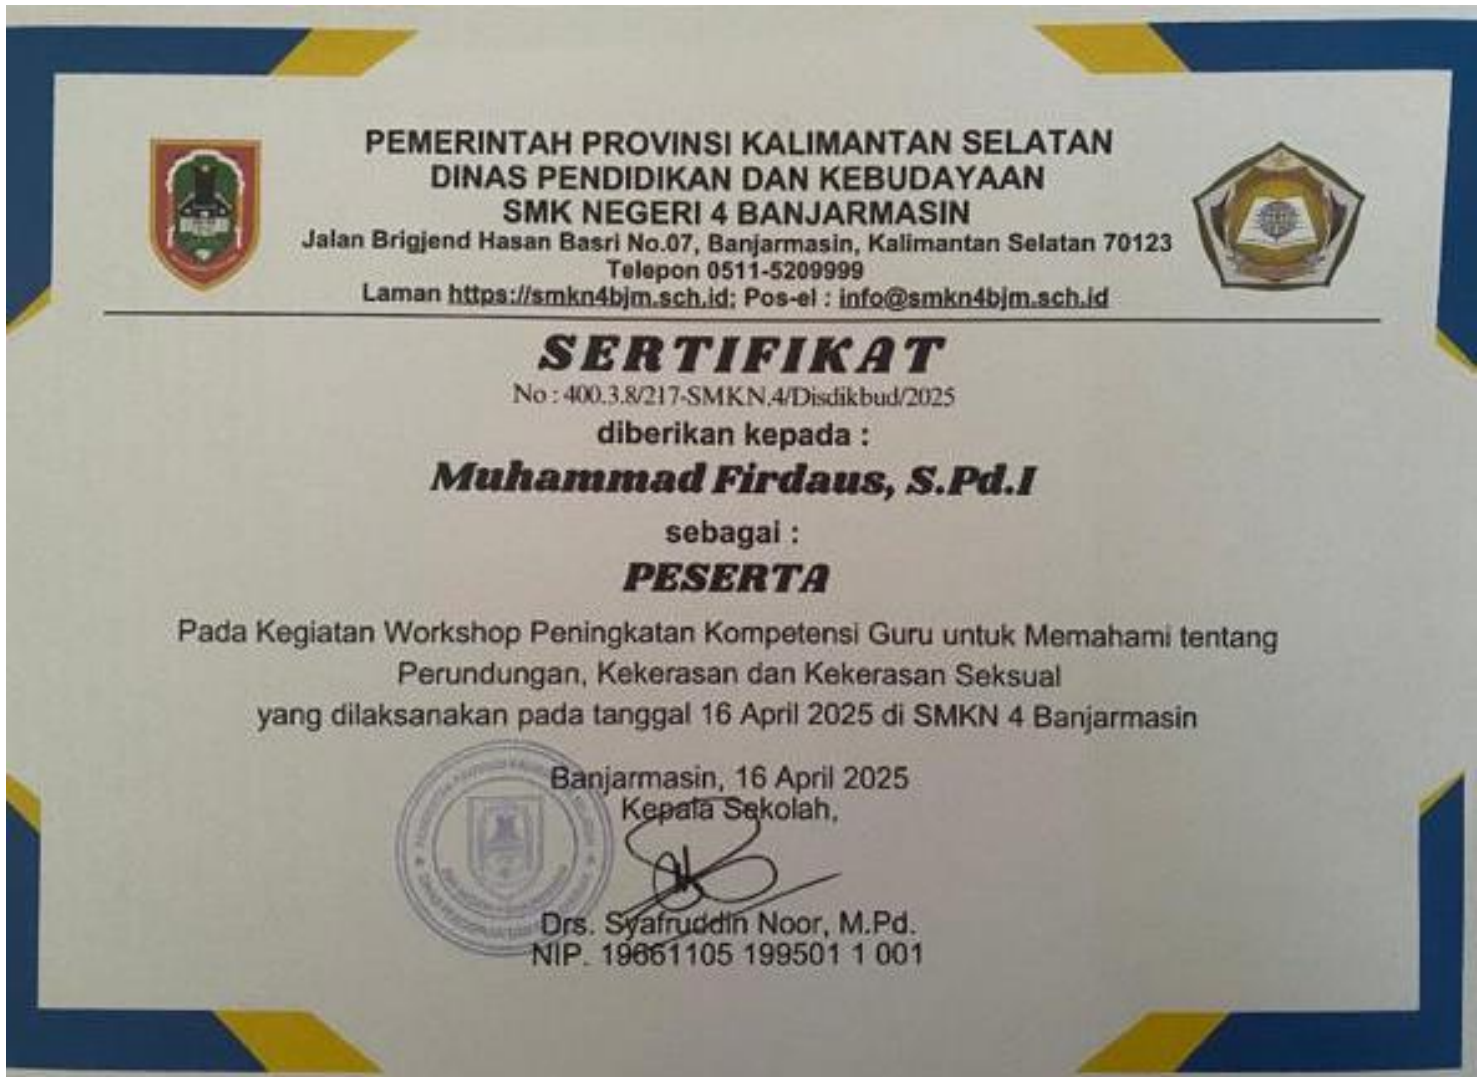 PEMERINTAH PROVINSI KALIMANTAN SELATAN
DINAS PENDIDIKAN DAN KEBUDAYAAN
SMK NEGERI 4 BANJARMASIN
Jalan Brigjend Hasan Basri No.07, Banjarmasin, Kalimantan Selatan 70123
Telepon 0511-5209999
Laman https://smkn4bjm.sch.id; Pos-el : info@smkn4bjm.sch.id
SERTIFIKAT
No : 400.3.8/217-SMKN.4/Disdikbud/2025
diberikan kepada :
Muhammad Firdaus, S.Pd.I
sebagai :
PESERTA
Pada Kegiatan Workshop Peningkatan Kompetensi Guru untuk Memahami tentang
Perundungan, Kekerasan dan Kekerasan Seksual
yang dilaksanakan pada tanggal 16 April 2025 di SMKN 4 Banjarmasin
Banjarmasin, 16 April 2025
Kepala Sekolah,
Drs. Syafruddin Noor, M.Pd.
NIP. 19661105 199501 1 001